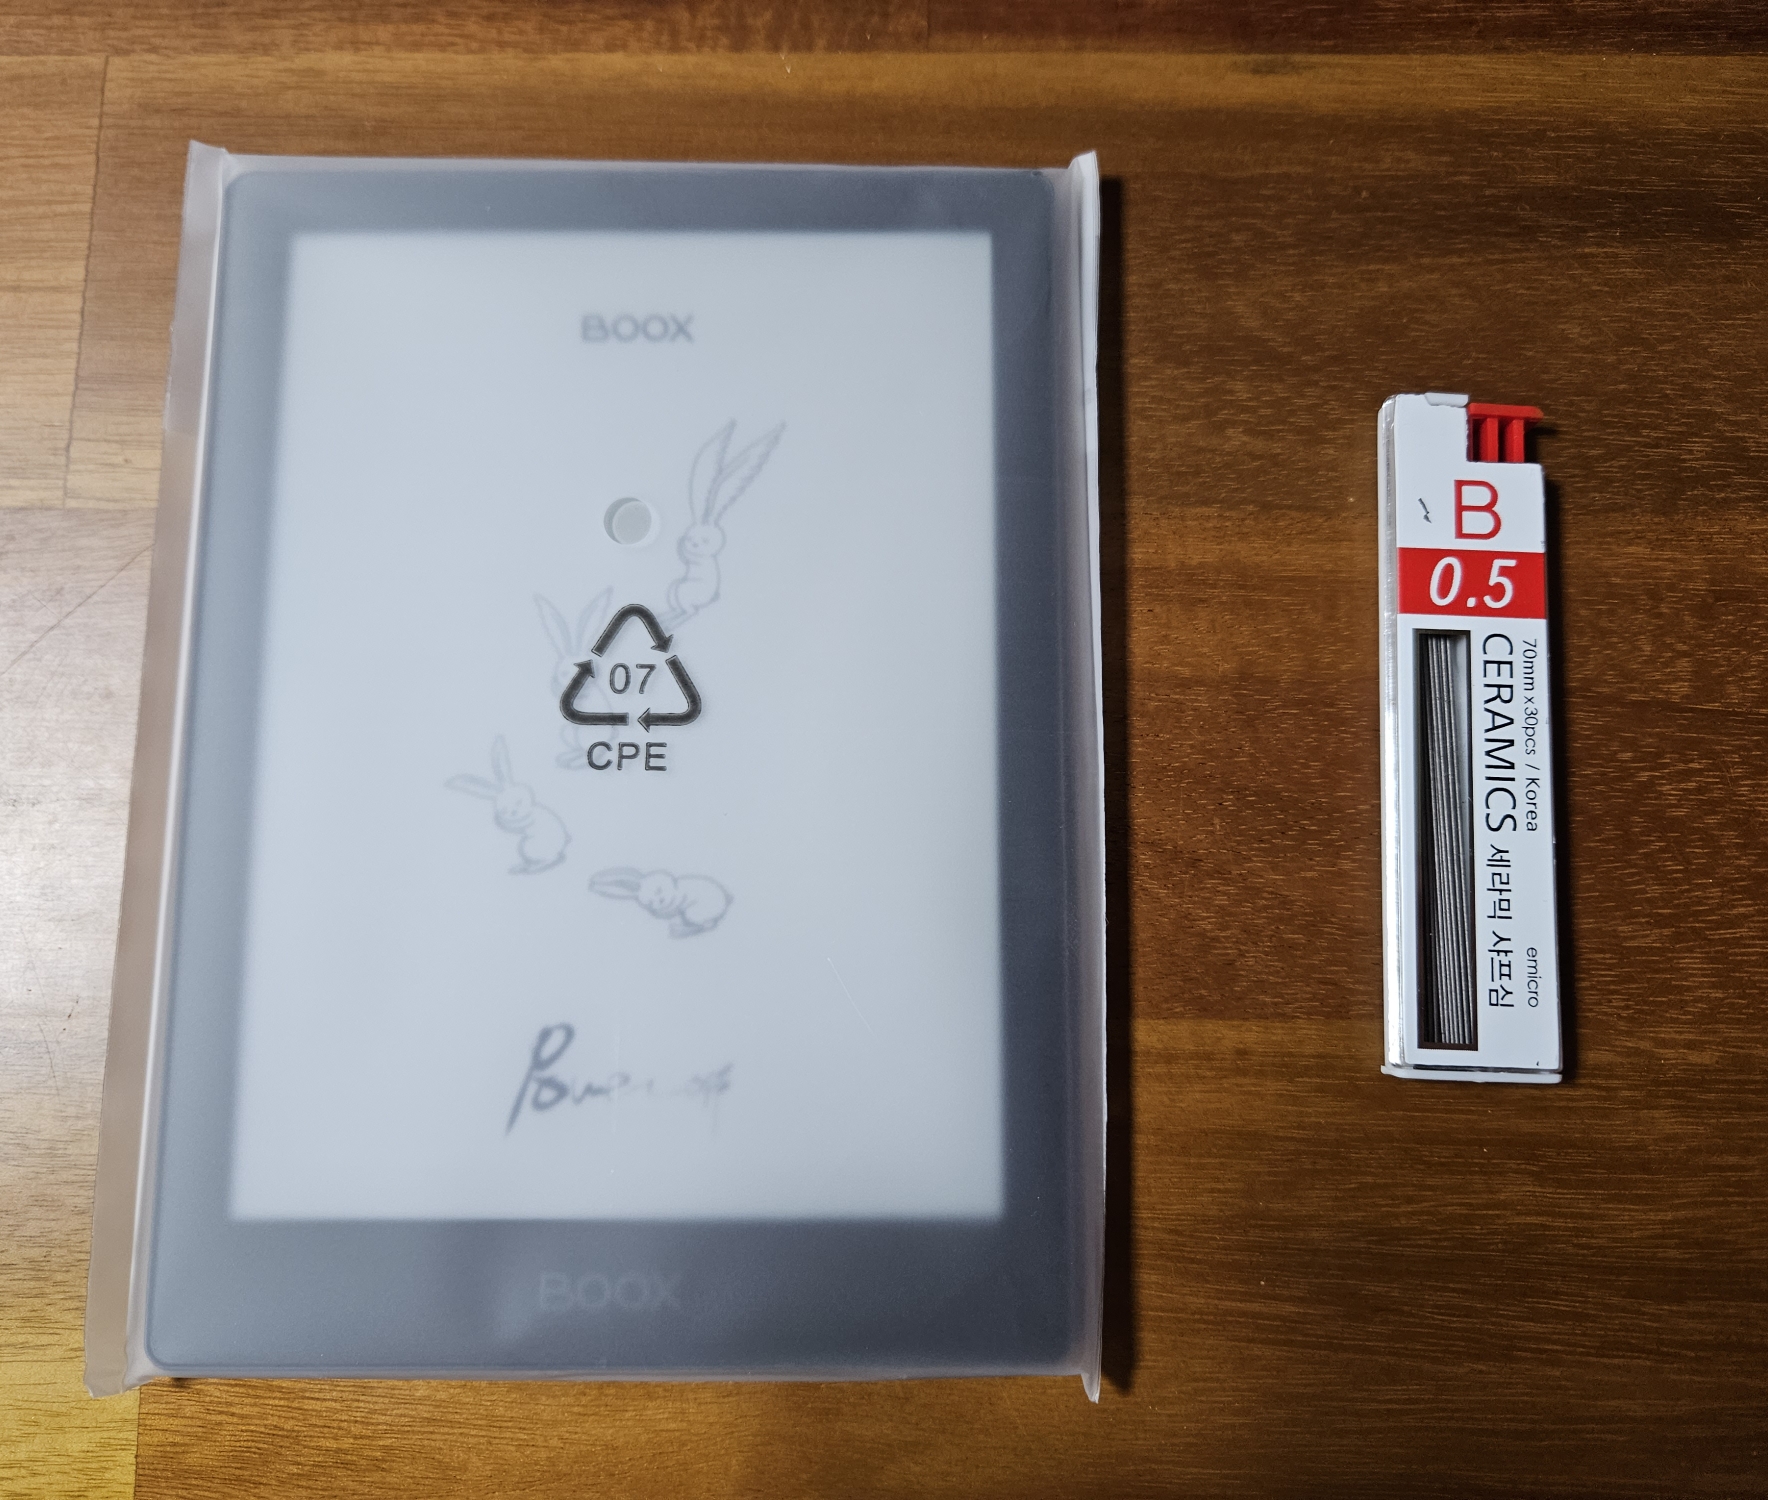 BOOX
07
CPE
BOOX
B
0.5
70mm x 30pcs / Korea
CERAMICS 세라믹 샤프심
emicro